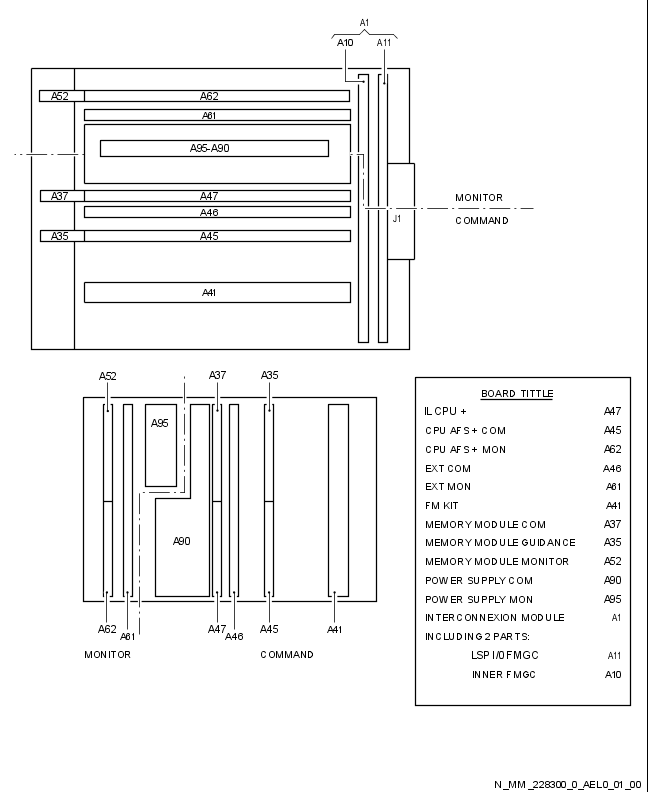 A1
A10 A11
A52 A62
A61
A95-A90
A37 A47
A46
A35 A45
A41
J1
MONITOR
COMMAND
A52 A37 A35
A95
A90
A62 A61 A47 A46 A45 A41
MONITOR COMMAND
BOARD TITTLE
IL CPU + A47
CPU AFS + COM A45
CPU AFS + MON A62
EXT COM A46
EXT MON A61
FM KIT A41
MEMORY MODULE COM A37
MEMORY MODULE GUIDANCE A35
MEMORY MODULE MONITOR A52
POWER SUPPLY COM A90
POWER SUPPLY MON A95
INTERCONNEXION MODULE A1
INCLUDING 2 PARTS:
LSP I/0 FMGC A11
INNER FMGC A10
N_MM_228300_0_AEL0_01_00